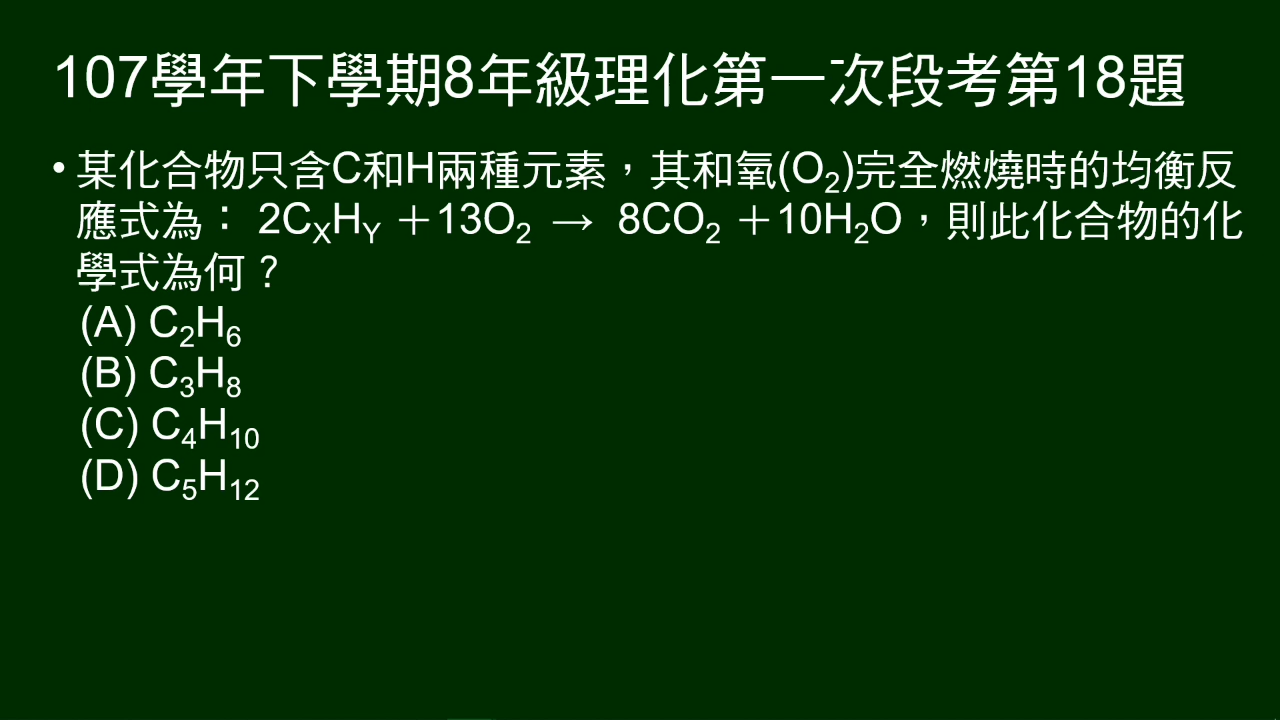 107學年下學期8年級理化第一次段考第18題
• 某化合物只含C和H兩種元素，其和氧(O₂)完全燃燒時的均衡反
應式為： 2CₓHᵧ ＋13O₂ → 8CO₂ ＋10H₂O，則此化合物的化
學式為何？
(A) C₂H₆
(B) C₃H₈
(C) C₄H₁₀
(D) C₅H₁₂